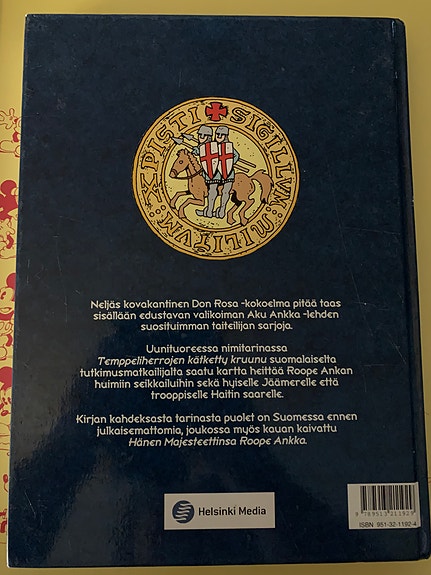 SIGILLVM MILITVM XPISTI
Neljäs kovakantinen Don Rosa -kokoelma pitää taas
sisällään edustavan valikoiman Aku Ankka -lehden
suosituimman taiteilijan sarjoja.
Uunituoreessa nimitarinassa
Temppeliherrojen kätketty kruunu suomalaiselta
tutkimusmatkailijalta saatu kartta heittää Roope Ankan
huimiin seikkailuihin sekä hyiselle Jäämerelle että
trooppiselle Haitin saarelle.
Kirjan kahdeksasta tarinasta puolet on Suomessa ennen
julkaisemattomia, joukossa myös kauan kaivattu
Hänen Majesteettinsa Roope Ankka.
Helsinki Media
9 789513 211929
ISBN 951-32-1192-4